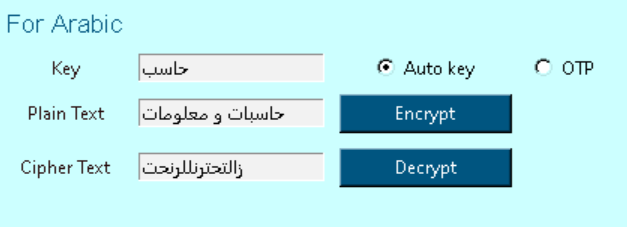 For Arabic
Key حاسب Auto key OTP
Plain Text حاسبات و معلومات Encrypt
Cipher Text زالتحترنللرنحت Decrypt